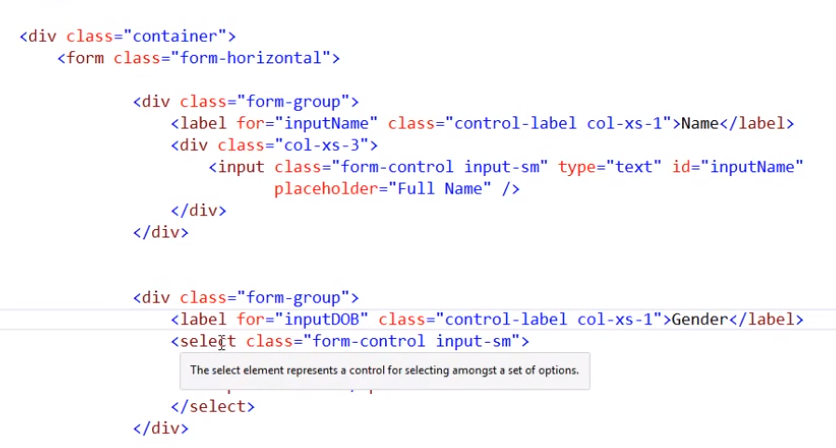 <div class="container">
<form class="form-horizontal">
<div class="form-group">
<label for="inputName" class="control-label col-xs-1">Name</label>
<div class="col-xs-3">
<input class="form-control input-sm" type="text" id="inputName"
placeholder="Full Name" />
</div>
</div>
<div class="form-group">
<label for="inputDOB" class="control-label col-xs-1">Gender</label>
<select class="form-control input-sm">
The select element represents a control for selecting amongst a set of options.
</select>
</div>